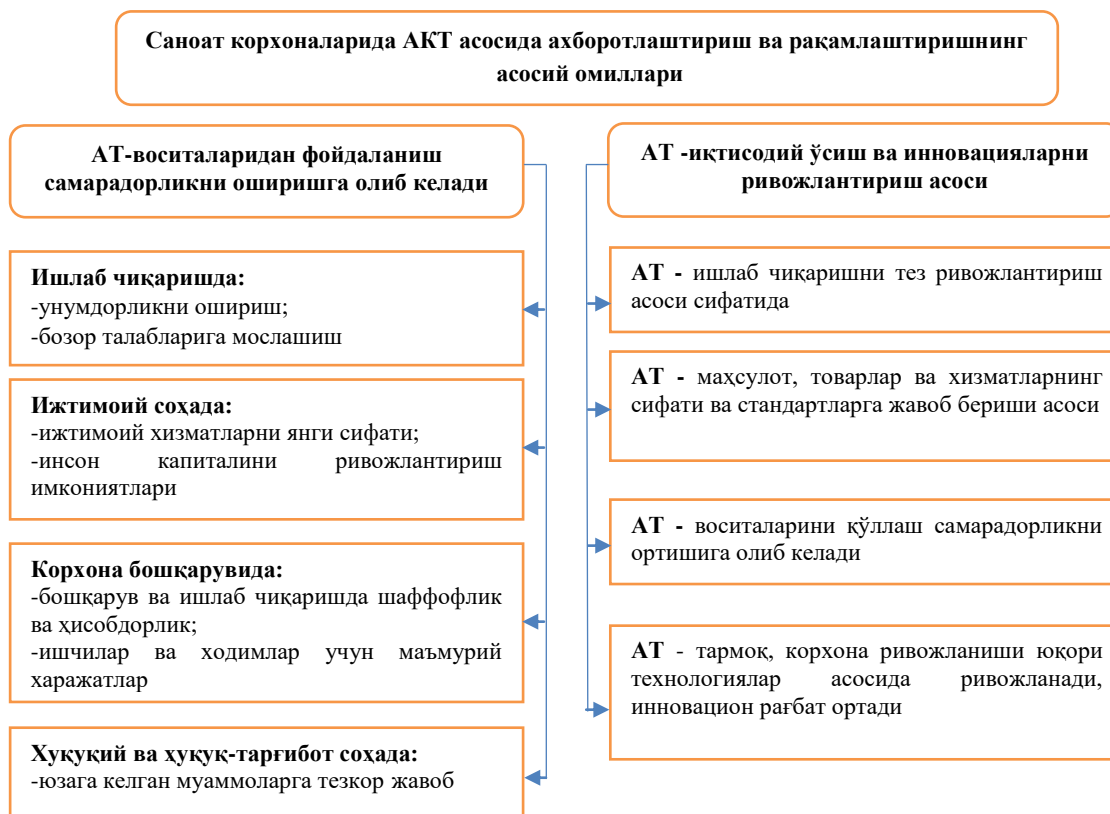 Саноат корхоналарида АКТ асосида ахборотлаштириш ва рақамлаштиришнинг
асосий омиллари
АТ-воситаларидан фойдаланиш
самарадорликни оширишга олиб келади
Ишлаб чиқаришда:
-унумдорликни ошириш;
-бозор талабларига мослашиш
Ижтимоий соҳада:
-ижтимоий хизматларни янги сифати;
-инсон капиталини ривожлантириш
имкониятлари
Корхона бошқарувида:
-бошқарув ва ишлаб чиқаришда шаффофлик
ва ҳисобдорлик;
-ишчилар ва ходимлар учун маъмурий
харажатлар
Хуқуқий ва ҳуқуқ-тарғибот соҳада:
-юзага келган муаммоларга тезкор жавоб
АТ -иқтисодий ўсиш ва инновацияларни
ривожлантириш асоси
АТ - ишлаб чиқаришни тез ривожлантириш
асоси сифатида
АТ - маҳсулот, товарлар ва хизматларнинг
сифати ва стандартларга жавоб бериши асоси
АТ - воситаларини қўллаш самарадорликни
ортишига олиб келади
АТ - тармоқ, корхона ривожланиши юқори
технологиялар асосида ривожланади,
инновацион рағбат ортади